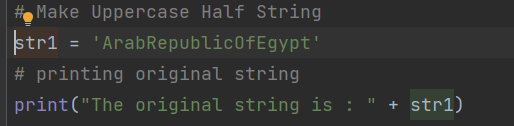 # Make Uppercase Half String
str1 = 'ArabRepublicOfEgypt'
# printing original string
print("The original string is : " + str1)